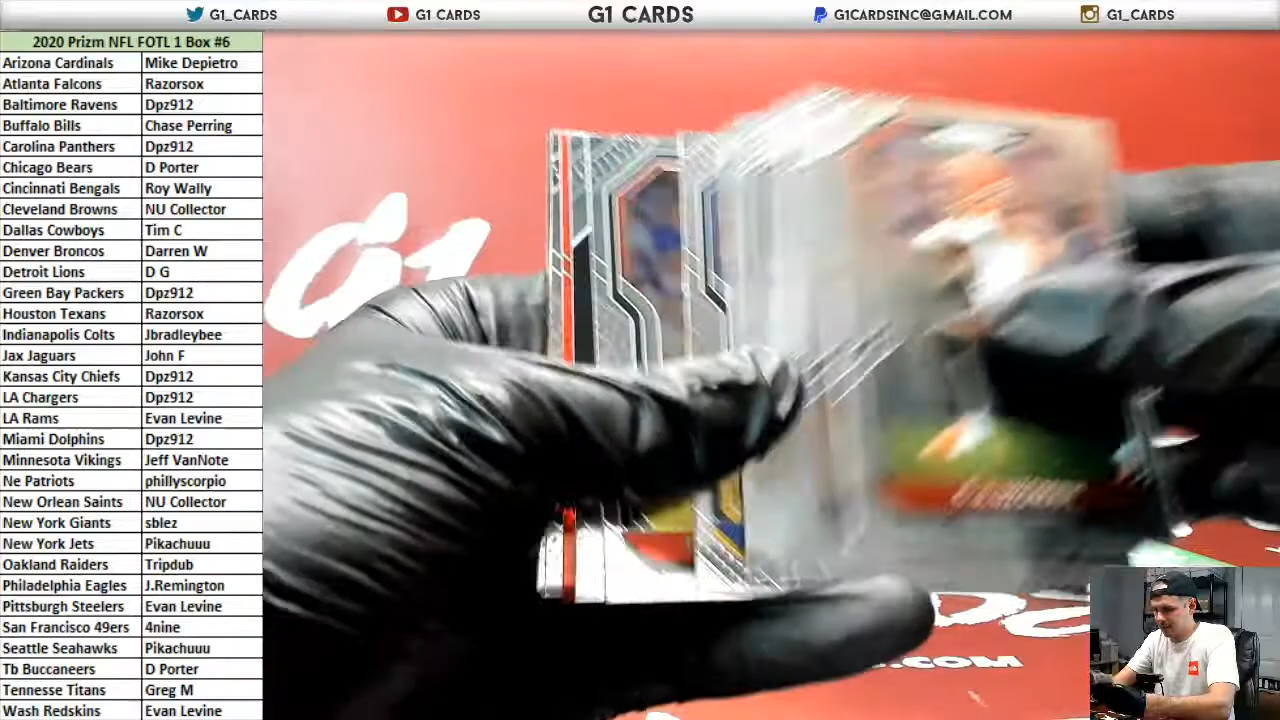 G1_CARDS G1 CARDS G1 CARDS G1CARDSINC@GMAIL.COM G1_CARDS
2020 Prizm NFL FOTL 1 Box #6
Arizona Cardinals Mike Depietro
Atlanta Falcons Razorsox
Baltimore Ravens Dpz912
Buffalo Bills Chase Perring
Carolina Panthers Dpz912
Chicago Bears D Porter
Cincinnati Bengals Roy Wally
Cleveland Browns NU Collector
Dallas Cowboys Tim C
Denver Broncos Darren W
Detroit Lions D G
Green Bay Packers Dpz912
Houston Texans Razorsox
Indianapolis Colts Jbradleybee
Jax Jaguars John F
Kansas City Chiefs Dpz912
LA Chargers Dpz912
LA Rams Evan Levine
Miami Dolphins Dpz912
Minnesota Vikings Jeff VanNote
Ne Patriots phillyscorpio
New Orlean Saints NU Collector
New York Giants sblez
New York Jets Pikachuuu
Oakland Raiders Tripdub
Philadelphia Eagles J.Remington
Pittsburgh Steelers Evan Levine
San Francisco 49ers 4nine
Seattle Seahawks Pikachuuu
Tb Buccaneers D Porter
Tennesse Titans Greg M
Wash Redskins Evan Levine
G1
.COM